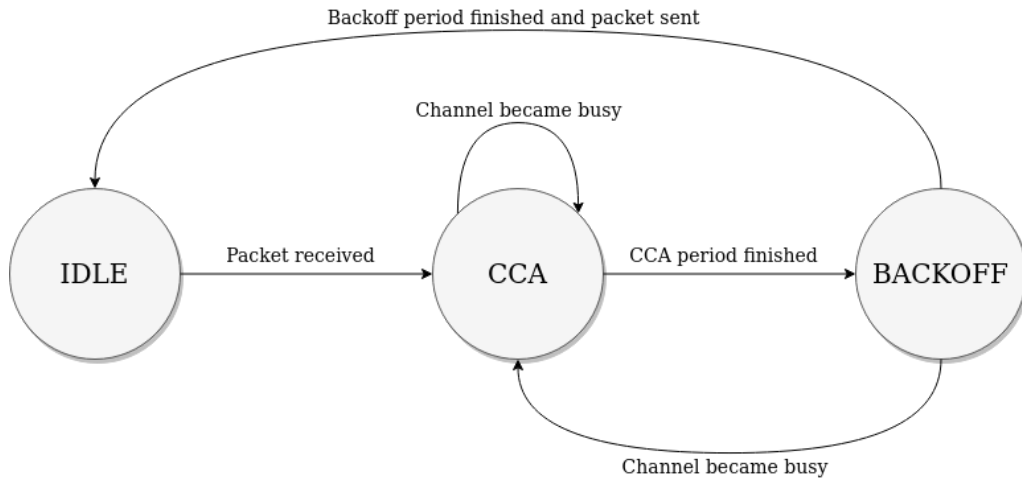 Backoff period finished and packet sent
Channel became busy
Packet received
CCA period finished
IDLE
CCA
BACKOFF
Channel became busy